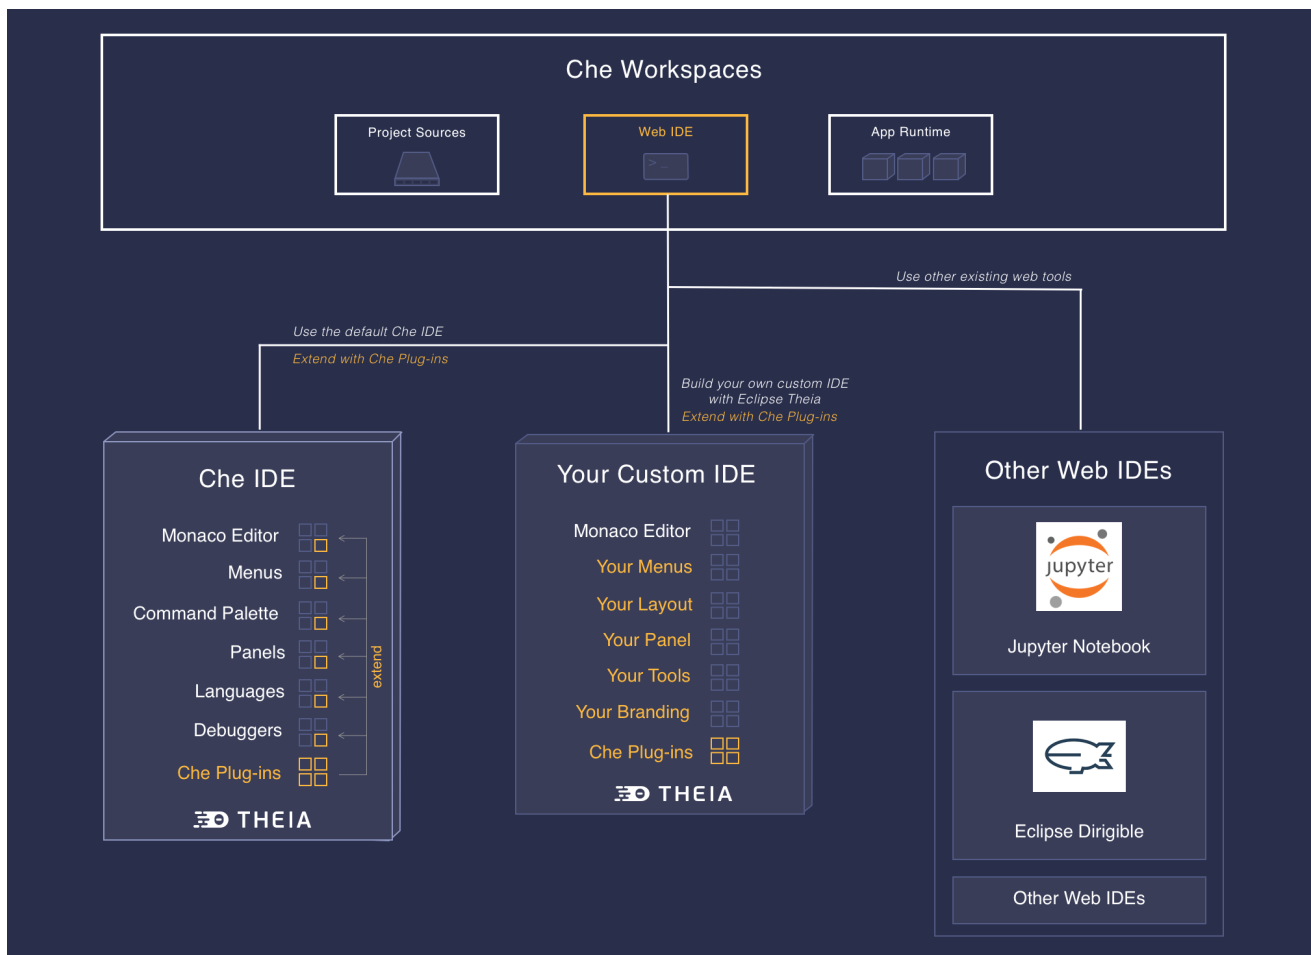 Che Workspaces
Project Sources
Web IDE
>_
App Runtime
Use other existing web tools
Use the default Che IDE
Extend with Che Plug-ins
Build your own custom IDE
with Eclipse Theia
Extend with Che Plug-ins
Che IDE
Monaco Editor
Menus
Command Palette
Panels
Languages
Debuggers
Che Plug-ins
extend
THEIA
Your Custom IDE
Monaco Editor
Your Menus
Your Layout
Your Panel
Your Tools
Your Branding
Che Plug-ins
THEIA
Other Web IDEs
jupyter
Jupyter Notebook
Eclipse Dirigible
Other Web IDEs